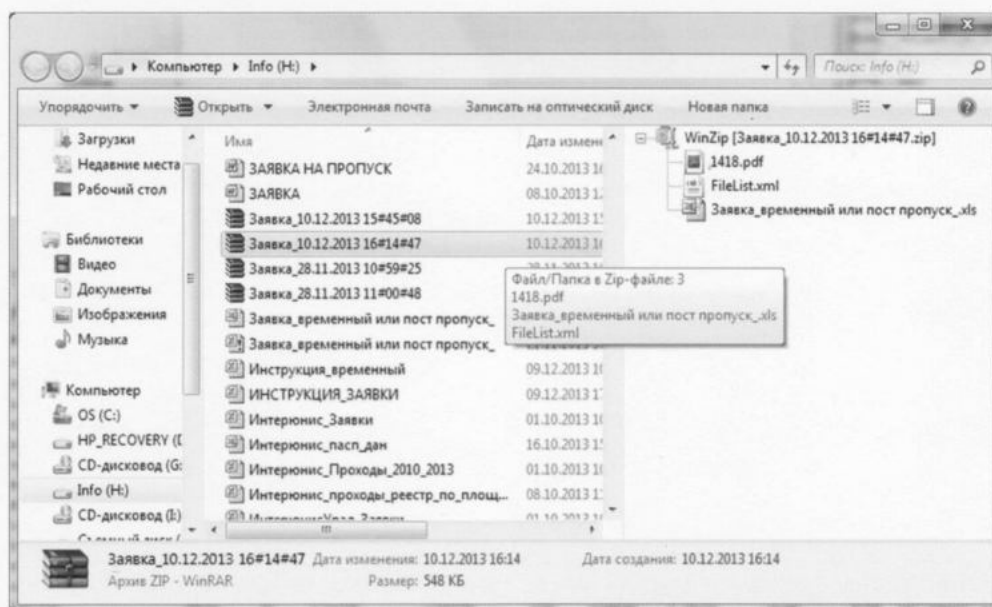 Компьютер ▸ Info (H:) ▸
Поиск: Info (H:)
Упорядочить
Открыть
Электронная почта
Записать на оптический диск
Новая папка
Загрузки
Недавние места
Рабочий стол
Библиотеки
Видео
Документы
Изображения
Музыка
Компьютер
OS (C:)
HP_RECOVERY (D
CD-дисковод (G:
Info (H:)
CD-дисковод (I:)
Имя
Дата измен
ЗАЯВКА НА ПРОПУСК 24.10.2013
ЗАЯВКА 08.10.2013
Заявка_10.12.2013 15#45#08 10.12.2013
Заявка_10.12.2013 16#14#47 10.12.2013
Заявка_28.11.2013 10#59#25
Заявка_28.11.2013 11#00#48
Заявка_временный или пост пропуск_
Заявка_временный или пост пропуск_
Инструкция_временный 09.12.2013
ИНСТРУКЦИЯ_ЗАЯВКИ 09.12.2013
Интерюнис_Заявки 01.10.2013
Интерюнис_пасп_дан 16.10.2013
Интерюнис_Проходы_2010_2013 01.10.2013
Интерюнис_проходы_реестр_по_площ... 08.10.2013
WinZip [Заявка_10.12.2013 16#14#47.zip]
1418.pdf
FileList.xml
Заявка_временный или пост пропуск_.xls
Файл/Папка в Zip-файле: 3
1418.pdf
Заявка_временный или пост пропуск_.xls
FileList.xml
Заявка_10.12.2013 16#14#47 Дата изменения: 10.12.2013 16:14 Дата создания: 10.12.2013 16:14
Архив ZIP - WinRAR Размер: 548 КБ